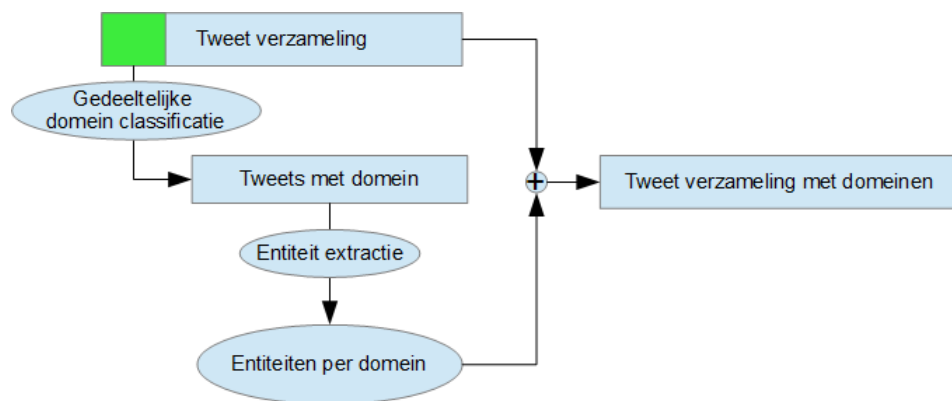 Tweet verzameling
Gedeeltelijke
domein classificatie
Tweets met domein
+
Tweet verzameling met domeinen
Entiteit extractie
Entiteiten per domein